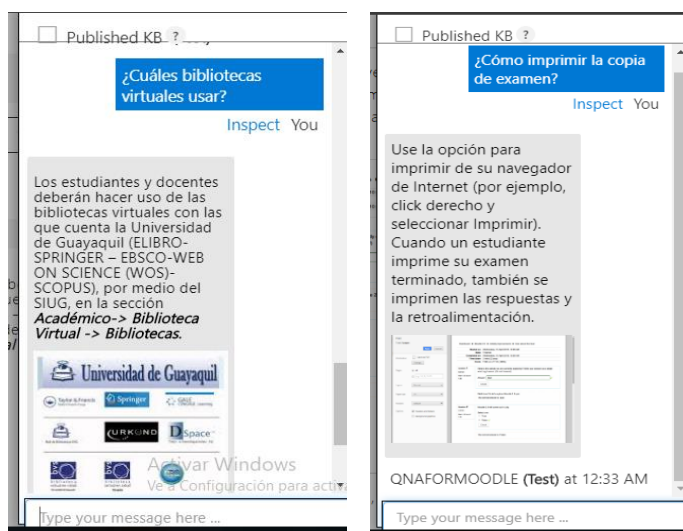 Published KB ?
¿Cuáles bibliotecas
virtuales usar?
Inspect You
Los estudiantes y docentes
deberán hacer uso de las
bibliotecas virtuales con las
que cuenta la Universidad
de Guayaquil (ELIBRO-
SPRINGER – EBSCO-WEB
ON SCIENCE (WOS)-
SCOPUS), por medio del
SIUG, en la sección
Académico-> Biblioteca
Virtual -> Bibliotecas.
Universidad de Guayaquil
Taylor & Francis
Springer
URKUND
DSpace
Activar Windows
Ve a Configuración para activ
Type your message here ...
Published KB ?
¿Cómo imprimir la copia
de examen?
Inspect You
Use la opción para
imprimir de su navegador
de Internet (por ejemplo,
click derecho y
seleccionar Imprimir).
Cuando un estudiante
imprime su examen
terminado, también se
imprimen las respuestas y
la retroalimentación.
QNAFORMOODLE (Test) at 12:33 AM
Type your message here ...